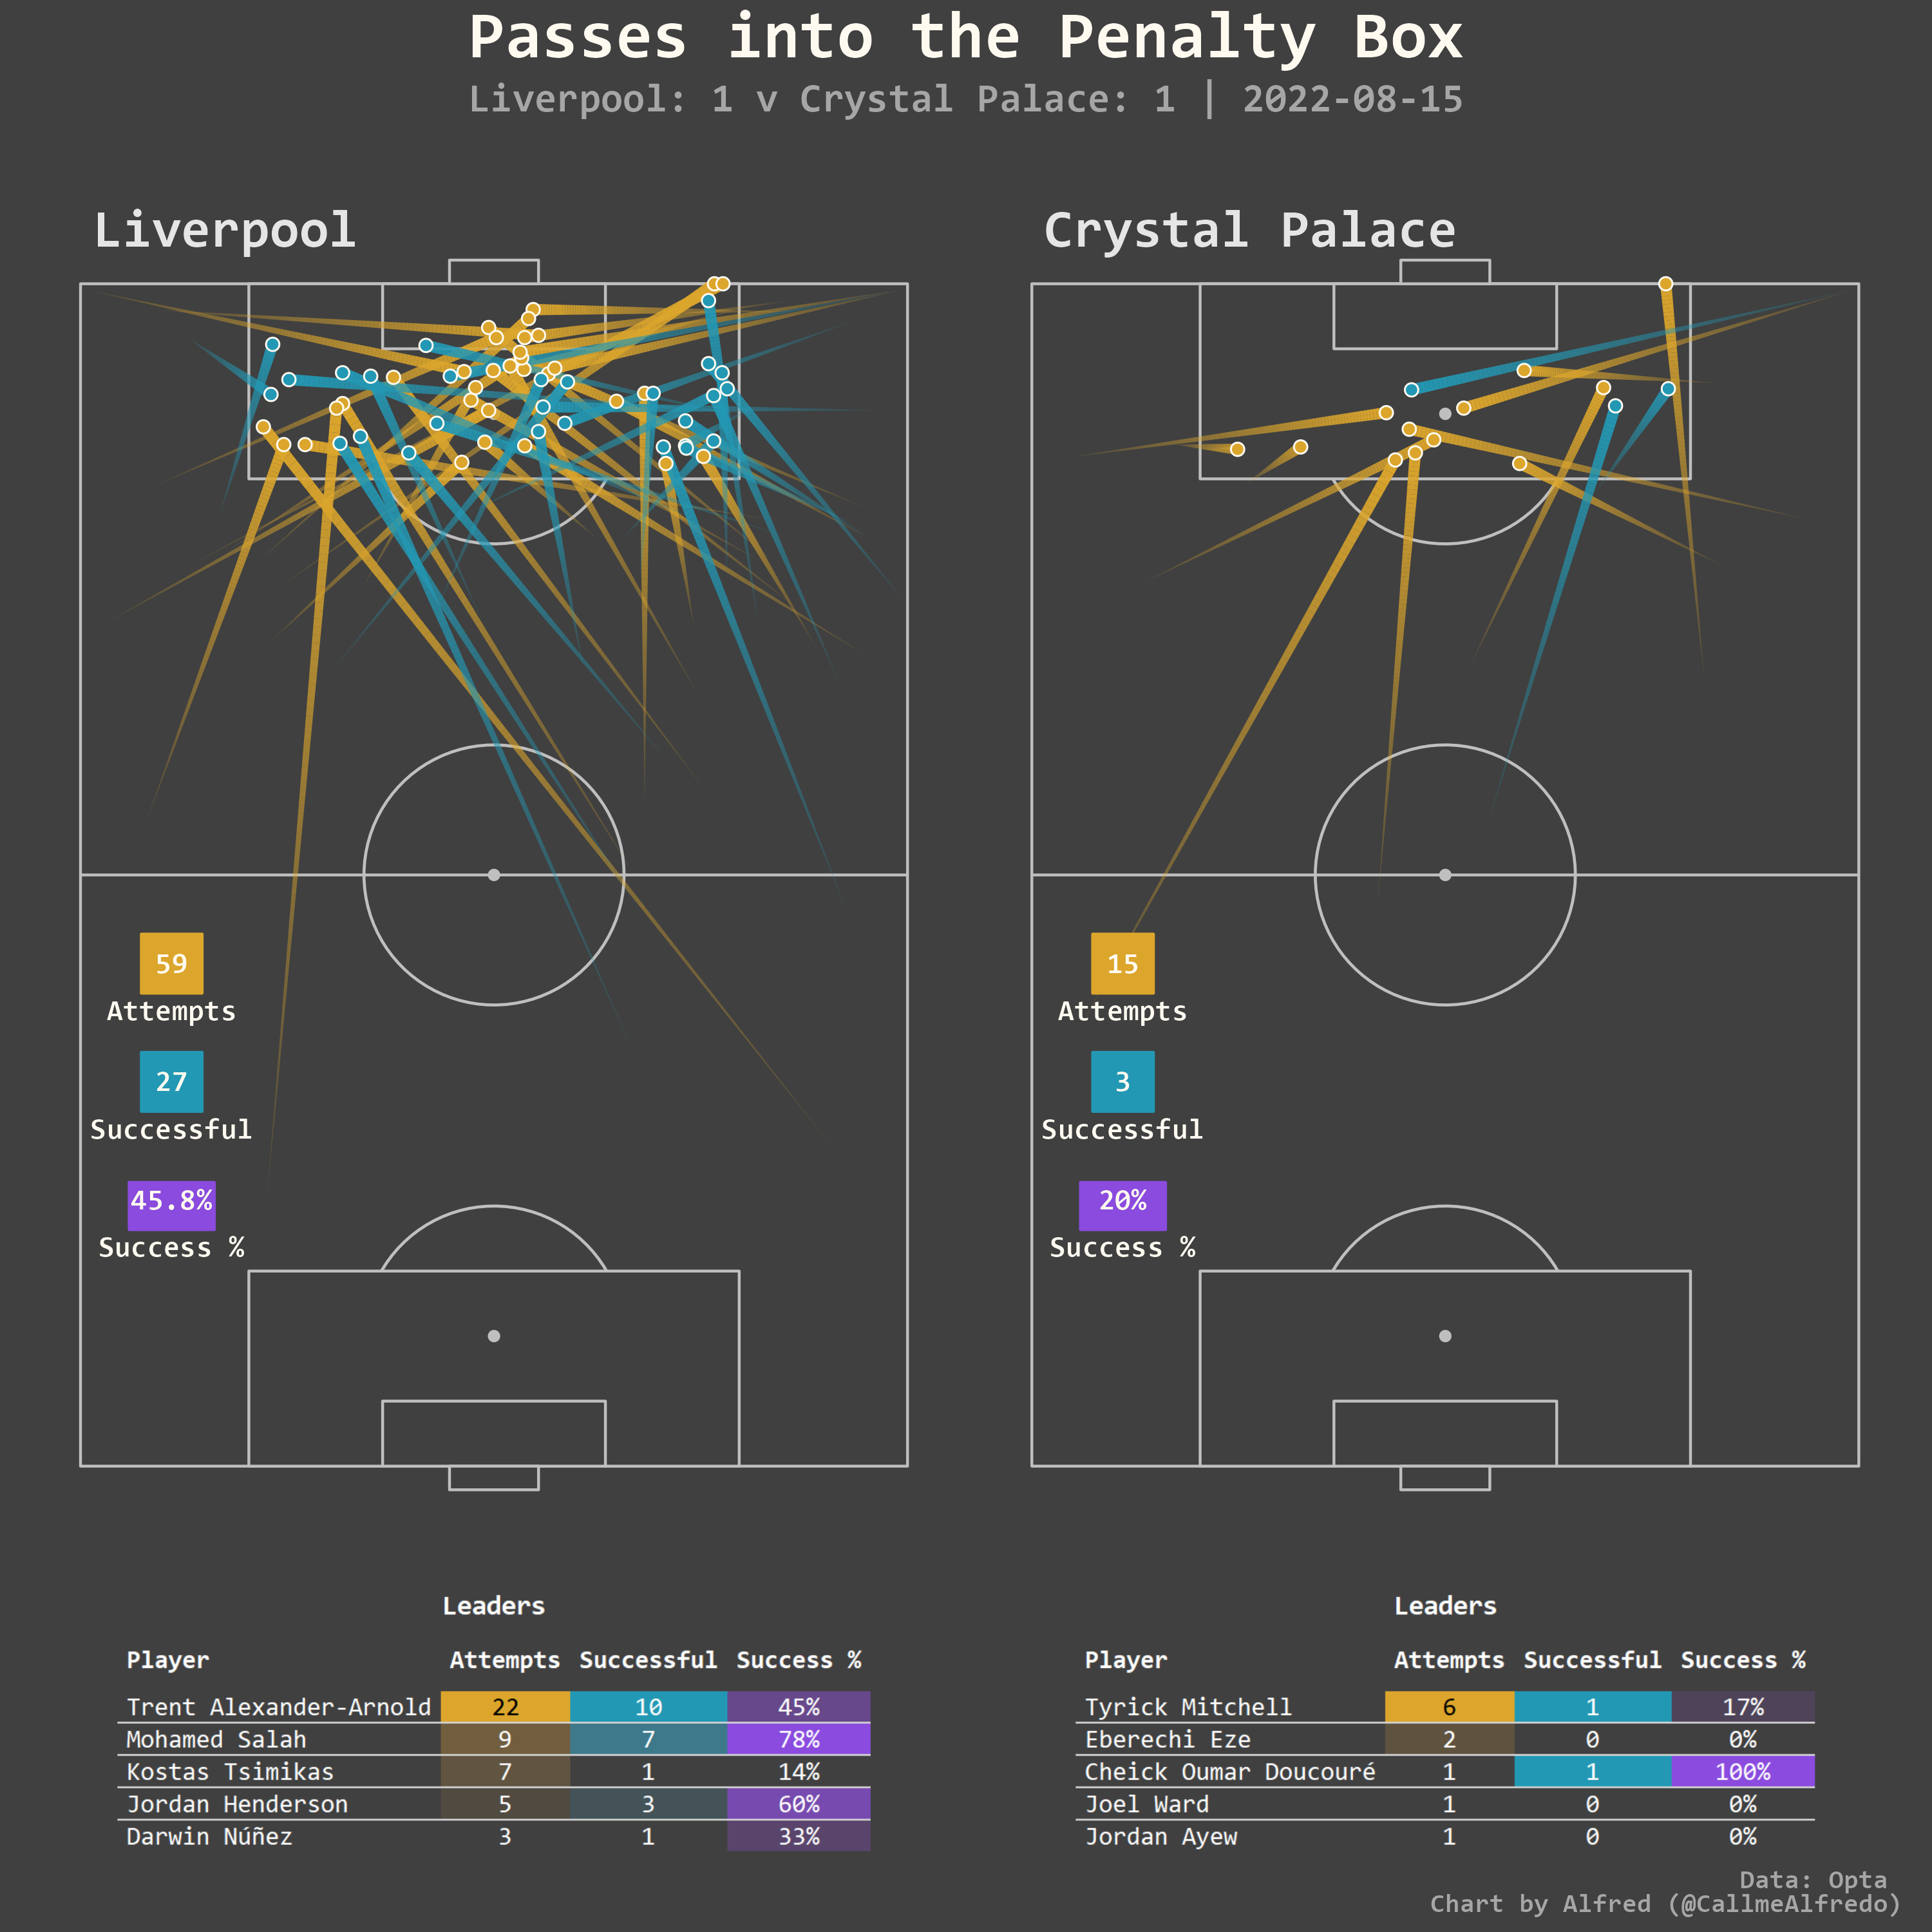 Passes into the Penalty Box
Liverpool: 1 v Crystal Palace: 1 | 2022-08-15
Liverpool
59
Attempts
27
Successful
45.8%
Success %
Crystal Palace
15
Attempts
3
Successful
20%
Success %
Leaders
Player Attempts Successful Success %
Trent Alexander-Arnold 22 10 45%
Mohamed Salah 9 7 78%
Kostas Tsimikas 7 1 14%
Jordan Henderson 5 3 60%
Darwin Núñez 3 1 33%
Leaders
Player Attempts Successful Success %
Tyrick Mitchell 6 1 17%
Eberechi Eze 2 0 0%
Cheick Oumar Doucouré 1 1 100%
Joel Ward 1 0 0%
Jordan Ayew 1 0 0%
Data: Opta
Chart by Alfred (@CallmeAlfredo)